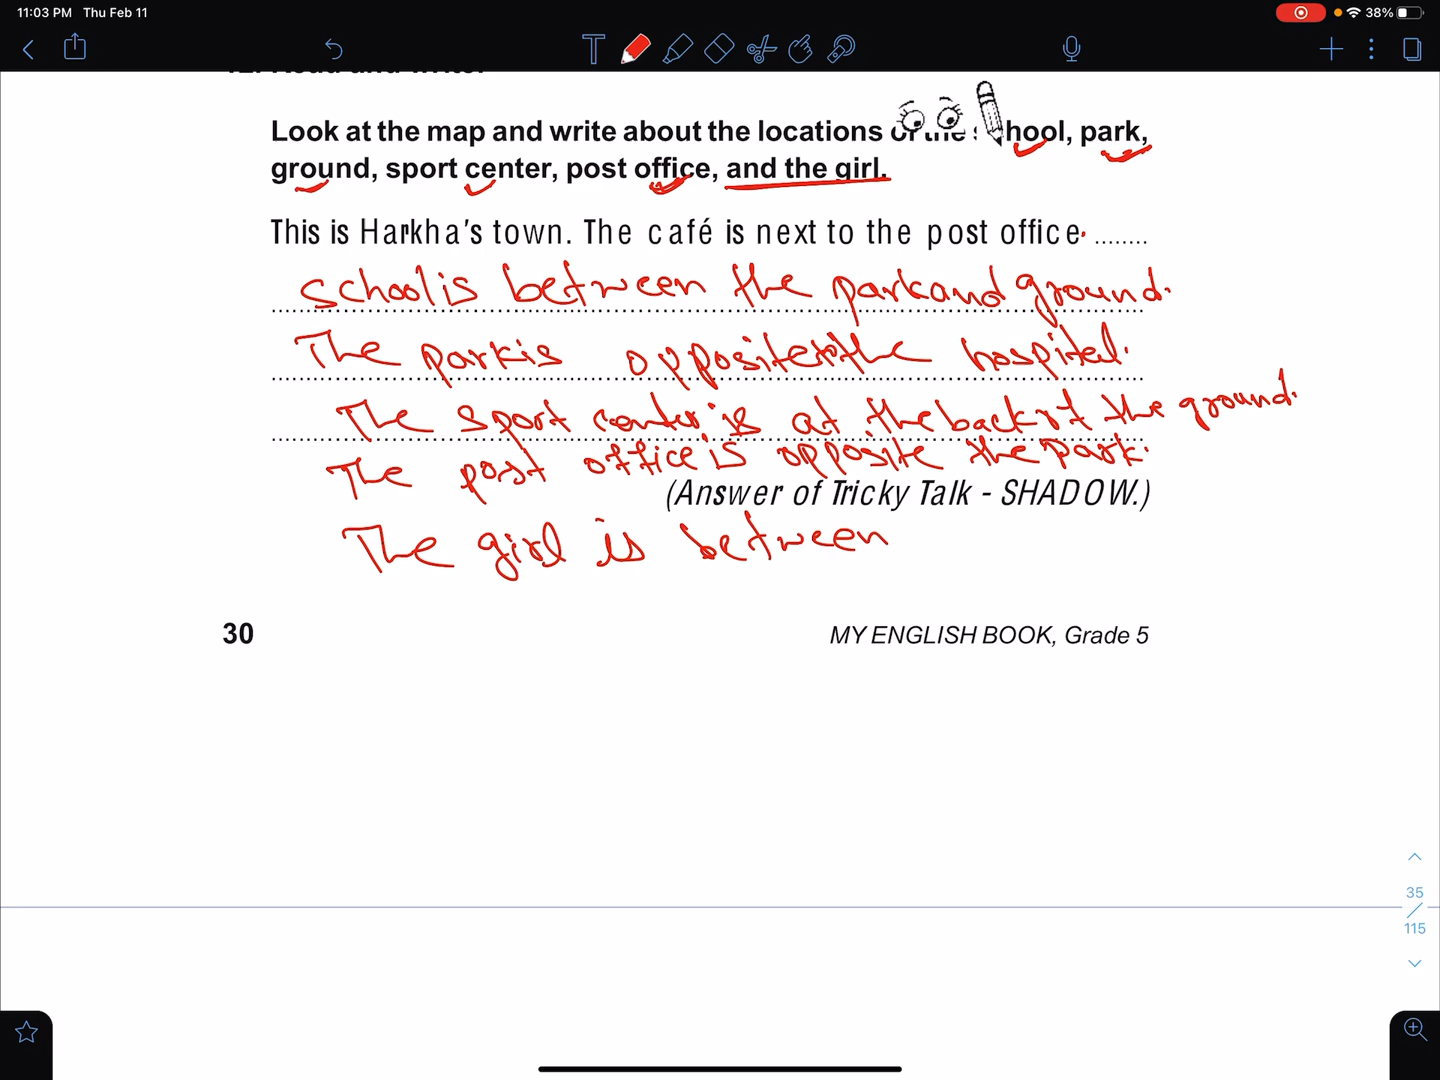 11:03 PM Thu Feb 11
38%
Look at the map and write about the locations of the school, park,
ground, sport center, post office, and the girl.
This is Harkha's town. The café is next to the post office. ........
School is between the park and ground.
The park is opposite to the hospital.
The sport center is at the back of the ground.
The post office is opposite the park.
(Answer of Tricky Talk - SHADOW.)
The girl is between
30 MY ENGLISH BOOK, Grade 5
35
115